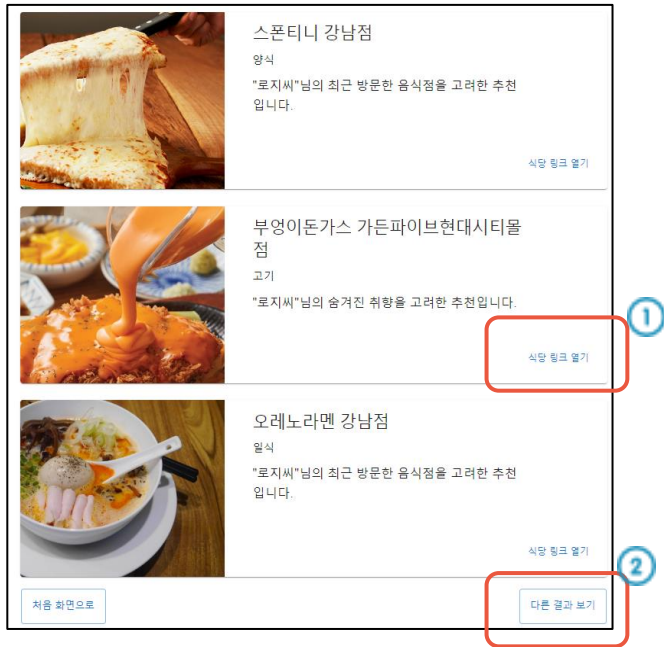 스폰티니 강남점
양식
"로지씨"님의 최근 방문한 음식점을 고려한 추천
입니다.
식당 링크 열기
부엉이돈가스 가든파이브현대시티몰
점
고기
"로지씨"님의 숨겨진 취향을 고려한 추천입니다.
1
식당 링크 열기
오레노라멘 강남점
일식
"로지씨"님의 최근 방문한 음식점을 고려한 추천
입니다.
식당 링크 열기
2
처음 화면으로
다른 결과 보기